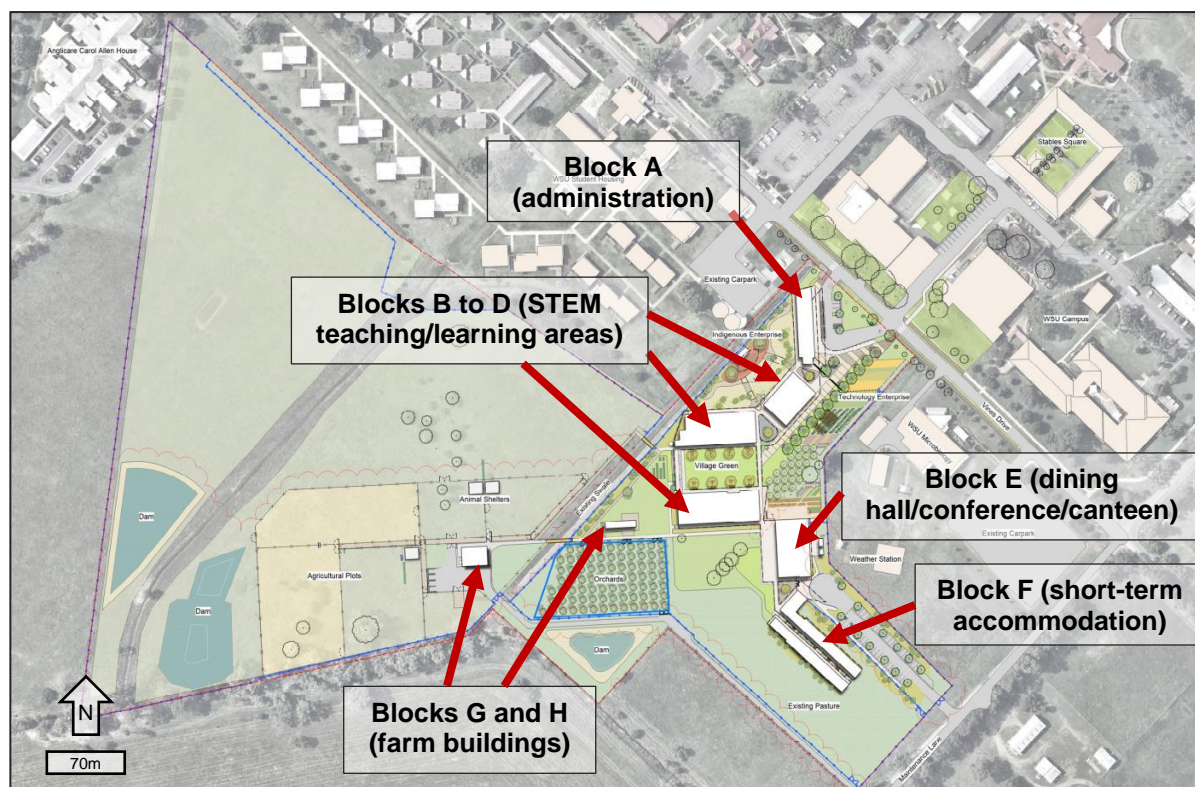 Anglicare Carol Allen House
Stables Square
Block A
(administration)
WSU Student Housing
Existing Carpark
Blocks B to D (STEM
teaching/learning areas)
Indigenous Enterprise
WSU Campus
Technology Enterprise
Vines Drive
WSU Microbiology
Village Green
Block E (dining
hall/conference/canteen)
Existing Carpark
Animal Shelters
Existing Swale
Dam
Weather Station
Agricultural Plots
Orchards
Block F (short-term
accommodation)
Dam
Dam
Blocks G and H
(farm buildings)
Existing Pasture
Maintenance Lane
N
70m